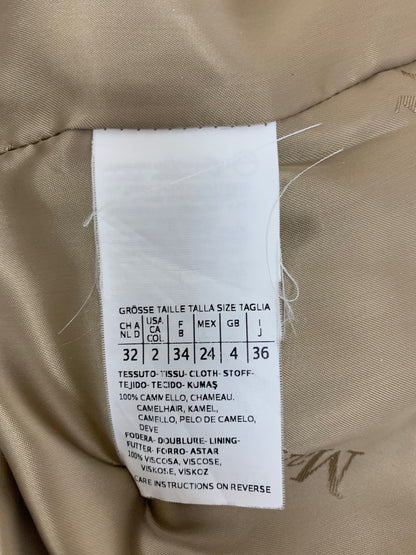 GRÖSSE TAILLE TALLA SIZE TAGLIA
CH A NL D USA CA COL. F B MEX GB I J
32 2 34 24 4 36
TESSUTO-TISSU-CLOTH-STOFF-
TEJIDO-TECIDO-KUMAŞ
100% CAMMELLO, CHAMEAU,
CAMELHAIR, KAMEL,
CAMELLO, PELO DE CAMELO,
DEVE
FODERA-DOUBLURE-LINING-
FUTTER-FORRO-ASTAR
100% VISCOSA, VISCOSE,
VISKOSE, VISKOZ
CARE INSTRUCTIONS ON REVERSE